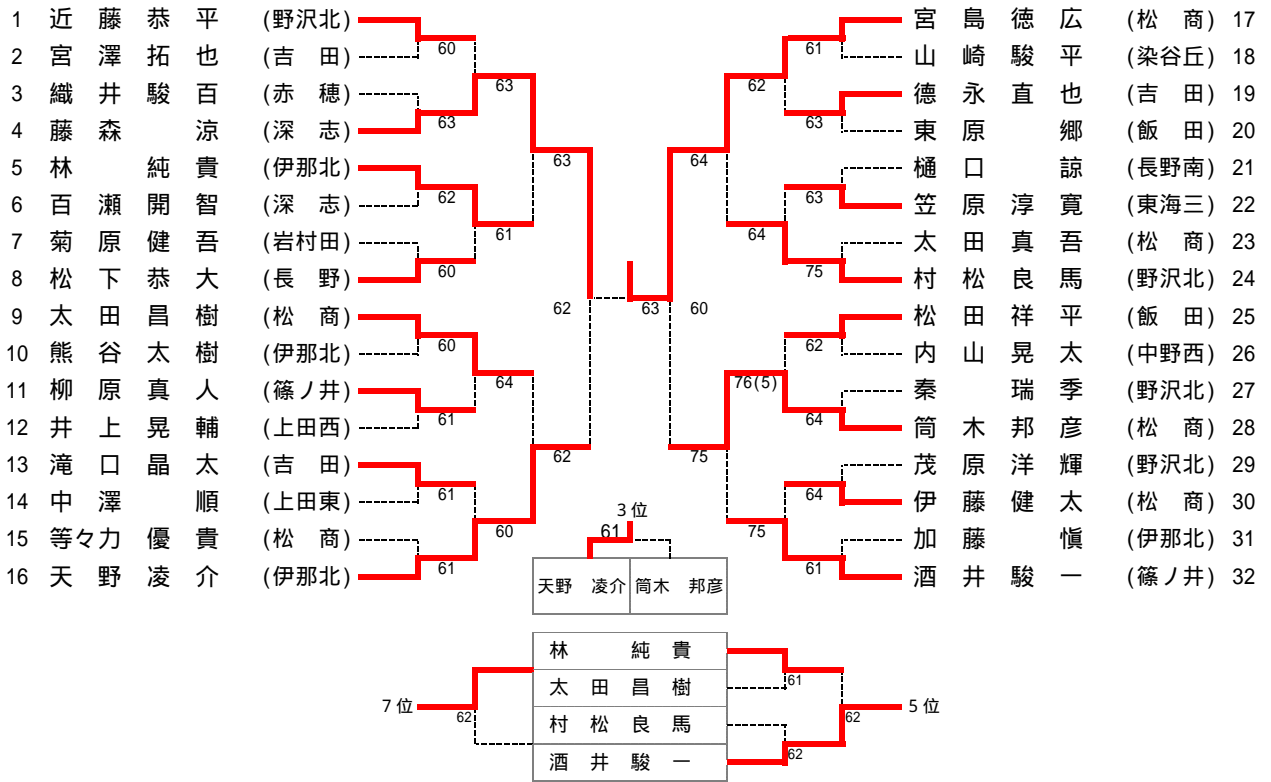 1 近藤恭平 (野沢北)
2 宮澤拓也 (吉田)
3 織井駿百 (赤穂)
4 藤森涼 (深志)
5 林純貴 (伊那北)
6 百瀬開智 (深志)
7 菊原健吾 (岩村田)
8 松下恭大 (長野)
9 太田昌樹 (松商)
10 熊谷太樹 (伊那北)
11 柳原真人 (篠ノ井)
12 井上晃輔 (上田西)
13 滝口晶太 (吉田)
14 中澤順 (上田東)
15 等々力優貴 (松商)
16 天野凌介 (伊那北)
60
63
62
60
60
61
61
61
63
61
64
60
63
62
62
63
60
64
75
62
64
76(5)
75
61
63
63
75
62
64
64
61
宮島徳広 (松商) 17
山崎駿平 (染谷丘) 18
德永直也 (吉田) 19
東原郷 (飯田) 20
樋口諒 (長野南) 21
笠原淳寛 (東海三) 22
太田真吾 (松商) 23
村松良馬 (野沢北) 24
松田祥平 (飯田) 25
内山晃太 (中野西) 26
秦瑞季 (野沢北) 27
筒木邦彦 (松商) 28
茂原洋輝 (野沢北) 29
伊藤健太 (松商) 30
加藤愼 (伊那北) 31
酒井駿一 (篠ノ井) 32
3位
61
天野 凌介 筒木 邦彦
林純貴
太田昌樹
村松良馬
酒井駿一
7位
62
61
62
62
5位